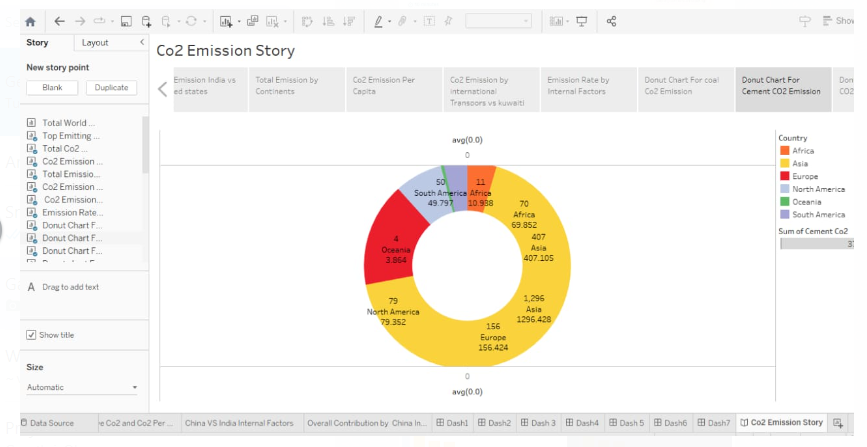 Show
Story
Layout
New story point
Blank
Duplicate
Total World ...
Top Emitting ...
Total Co2 ...
Co2 Emission ...
Total Emissio...
Co2 Emission ...
Co2 Emission...
Emission Rate...
Donut Chart F...
Donut Chart F...
Donut Chart F...
A Drag to add text
Show title
Size
Automatic
Co2 Emission Story
Emission India vs
ed states
Total Emission by
Continents
Co2 Emission Per
Capita
Co2 Emission by
international
Transpors vs kuwaiti
Emission Rate by
Internal Factors
Donut Chart For coal
Co2 Emission
Donut Chart For
Cement CO2 Emission
Don
CO2
avg(0.0)
0
50
South America
49.797
11
Africa
10.938
70
Africa
69.852
407
Asia
407.105
4
Oceania
3.864
79
North America
79.352
1,296
Asia
1296.428
156
Europe
156.424
0
avg(0.0)
Country
Africa
Asia
Europe
North America
Oceania
South America
Sum of Cement Co2
37
Data Source
e Co2 and Co2 Per ...
China VS India Internal Factors
Overall Contribution by China In...
Dash1
Dash2
Dash 3
Dash4
Dash 5
Dash6
Dash7
Co2 Emission Story